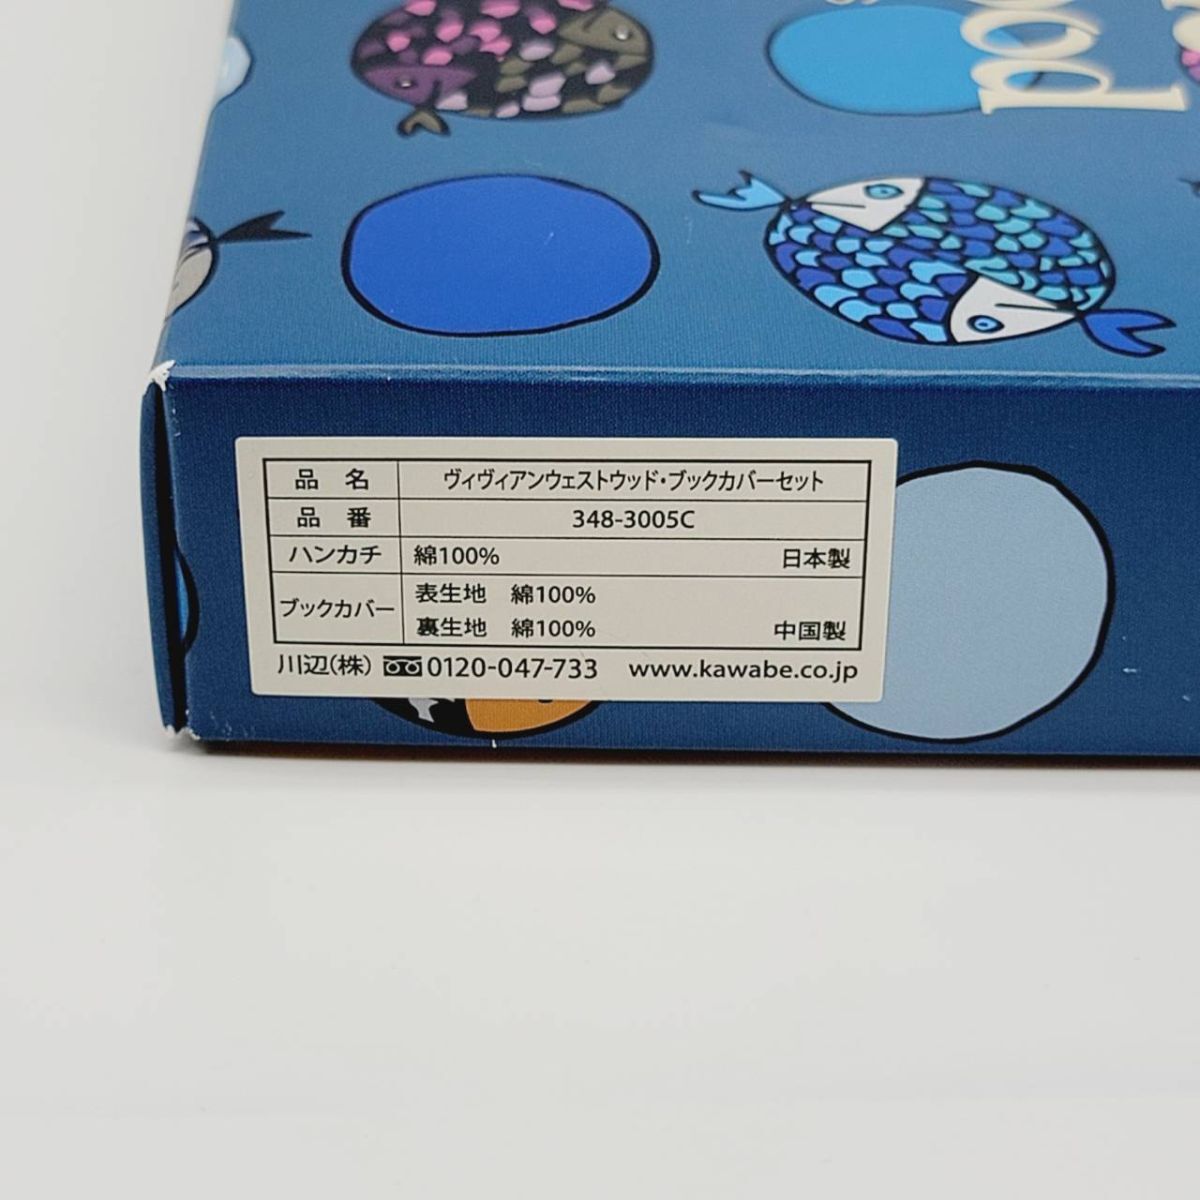 品 名 ヴィヴィアンウェストウッド・ブックカバーセット
品 番 348-3005C
ハンカチ 綿100% 日本製
ブックカバー 表生地 綿100%
裏生地 綿100% 中国製
川辺(株) 0120-047-733 www.kawabe.co.jp